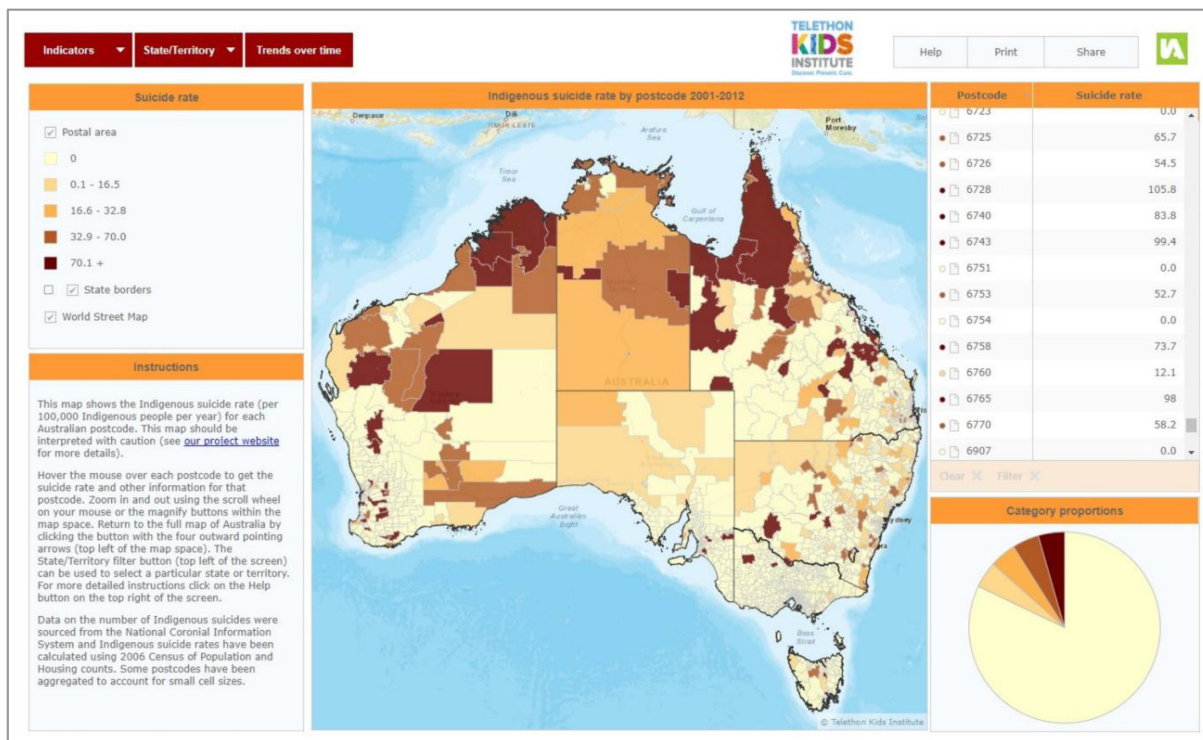 TELETHON
KIDS
INSTITUTE
Discover. Prevent. Cure.
Indicators
State/Territory
Trends over time
Help
Print
Share
Suicide rate
Postal area
0
0.1 - 16.5
16.6 - 32.8
32.9 - 70.0
70.1 +
State borders
World Street Map
Instructions
This map shows the Indigenous suicide rate (per
100,000 Indigenous people per year) for each
Australian postcode. This map should be
interpreted with caution (see our project website
for more details).
Hover the mouse over each postcode to get the
suicide rate and other information for that
postcode. Zoom in and out using the scroll wheel
on your mouse or the magnify buttons within the
map space. Return to the full map of Australia by
clicking the button with the four outward pointing
arrows (top left of the map space). The
State/Territory filter button (top left of the screen)
can be used to select a particular state or territory.
For more detailed instructions click on the Help
button on the top right of the screen.
Data on the number of Indigenous suicides were
sourced from the National Coronial Information
System and Indigenous suicide rates have been
calculated using 2006 Census of Population and
Housing counts. Some postcodes have been
aggregated to account for small cell sizes.
Indigenous suicide rate by postcode 2001-2012
Denpasar
Dili
TIMOR-LESTE
Arafura
Sea
Port
Moresby
Timor
Sea
Gulf of
Carpentaria
AUSTRALIA
Great
Australian
Bight
Sydney
Bass
Strait
© Telethon Kids Institute
Postcode Suicide rate
6723 0.0
6725 65.7
6726 54.5
6728 105.8
6740 83.8
6743 99.4
6751 0.0
6753 52.7
6754 0.0
6758 73.7
6760 12.1
6765 98
6770 58.2
6907 0.0
Clear Filter
Category proportions